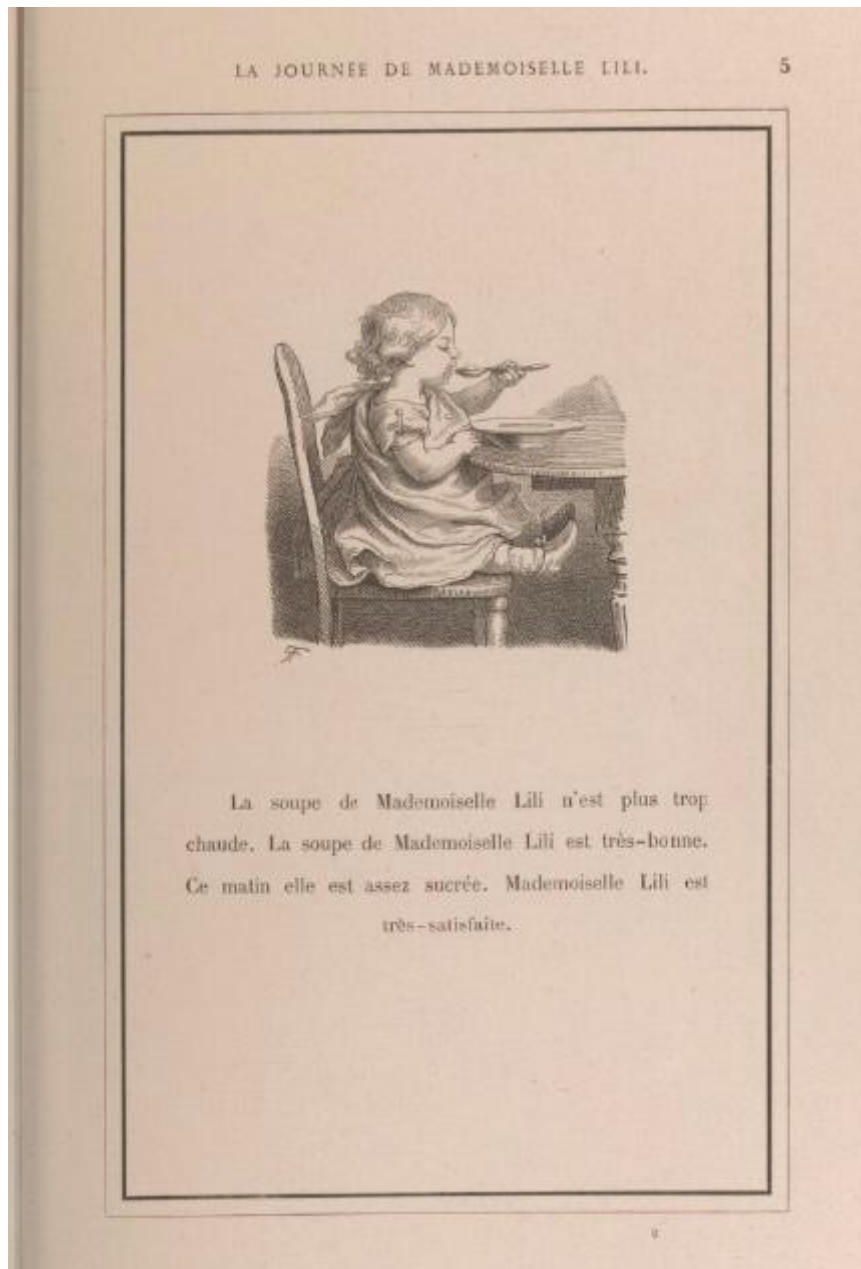 LA JOURNÉE DE MADEMOISELLE LILI. 5
La soupe de Mademoiselle Lili n'est plus trop
chaude. La soupe de Mademoiselle Lili est très-bonne.
Ce matin elle est assez sucrée. Mademoiselle Lili est
très-satisfaite.